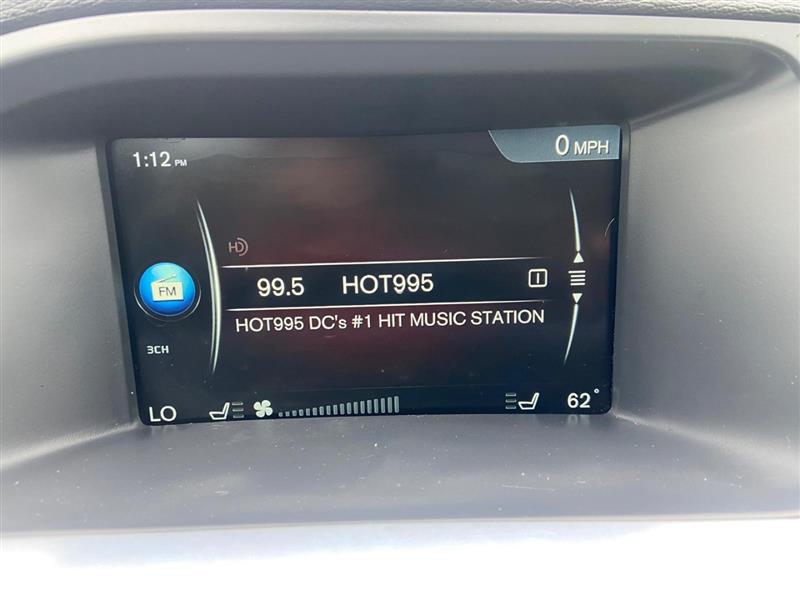 1:12 PM
0 MPH
HD
FM
99.5 HOT995 1
HOT995 DC's #1 HIT MUSIC STATION
3CH
LO
62°